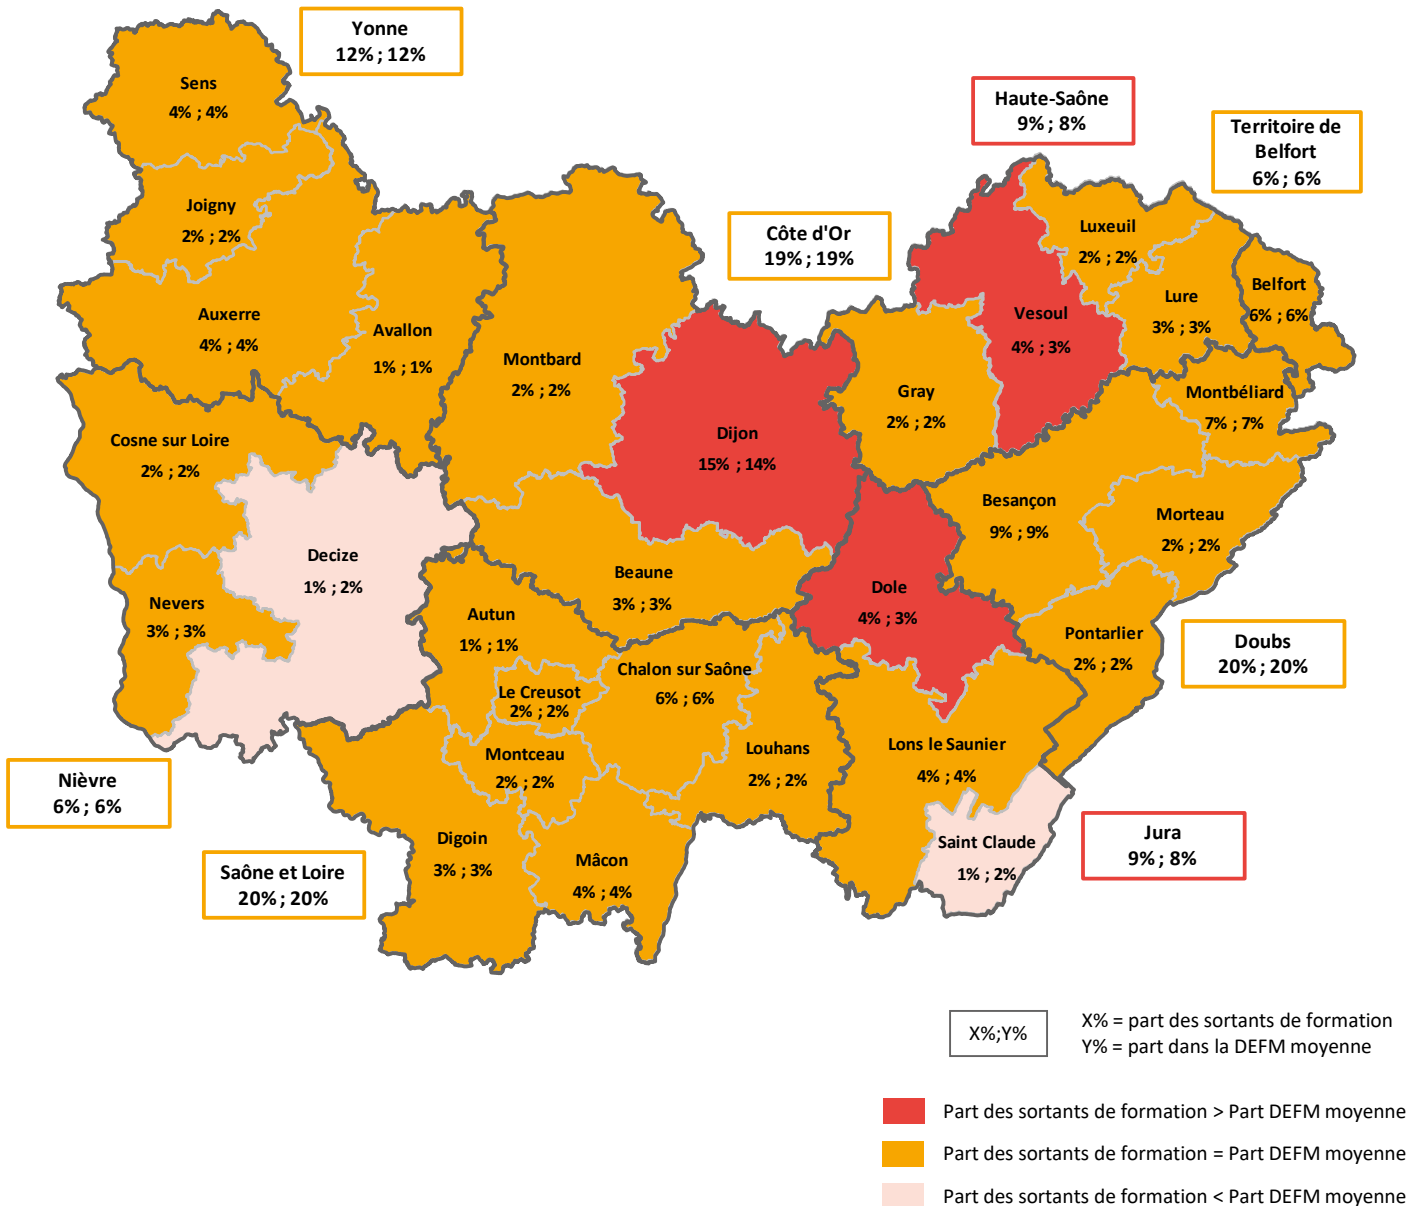 Yonne
12% ; 12%
Sens
4% ; 4%
Haute-Saône
9% ; 8%
Territoire de
Belfort
6% ; 6%
Joigny
2% ; 2%
Côte d'Or
19% ; 19%
Luxeuil
2% ; 2%
Belfort
6% ; 6%
Lure
3% ; 3%
Auxerre
4% ; 4%
Avallon
1% ; 1%
Vesoul
4% ; 3%
Montbard
2% ; 2%
Gray
2% ; 2%
Montbéliard
7% ; 7%
Cosne sur Loire
2% ; 2%
Dijon
15% ; 14%
Besançon
9% ; 9%
Morteau
2% ; 2%
Decize
1% ; 2%
Beaune
3% ; 3%
Dole
4% ; 3%
Nevers
3% ; 3%
Autun
1% ; 1%
Pontarlier
2% ; 2%
Doubs
20% ; 20%
Chalon sur Saône
6% ; 6%
Le Creusot
2% ; 2%
Montceau
2% ; 2%
Louhans
2% ; 2%
Lons le Saunier
4% ; 4%
Nièvre
6% ; 6%
Digoin
3% ; 3%
Mâcon
4% ; 4%
Saint Claude
1% ; 2%
Jura
9% ; 8%
Saône et Loire
20% ; 20%
X%;Y%
X% = part des sortants de formation
Y% = part dans la DEFM moyenne
Part des sortants de formation > Part DEFM moyenne
Part des sortants de formation = Part DEFM moyenne
Part des sortants de formation < Part DEFM moyenne